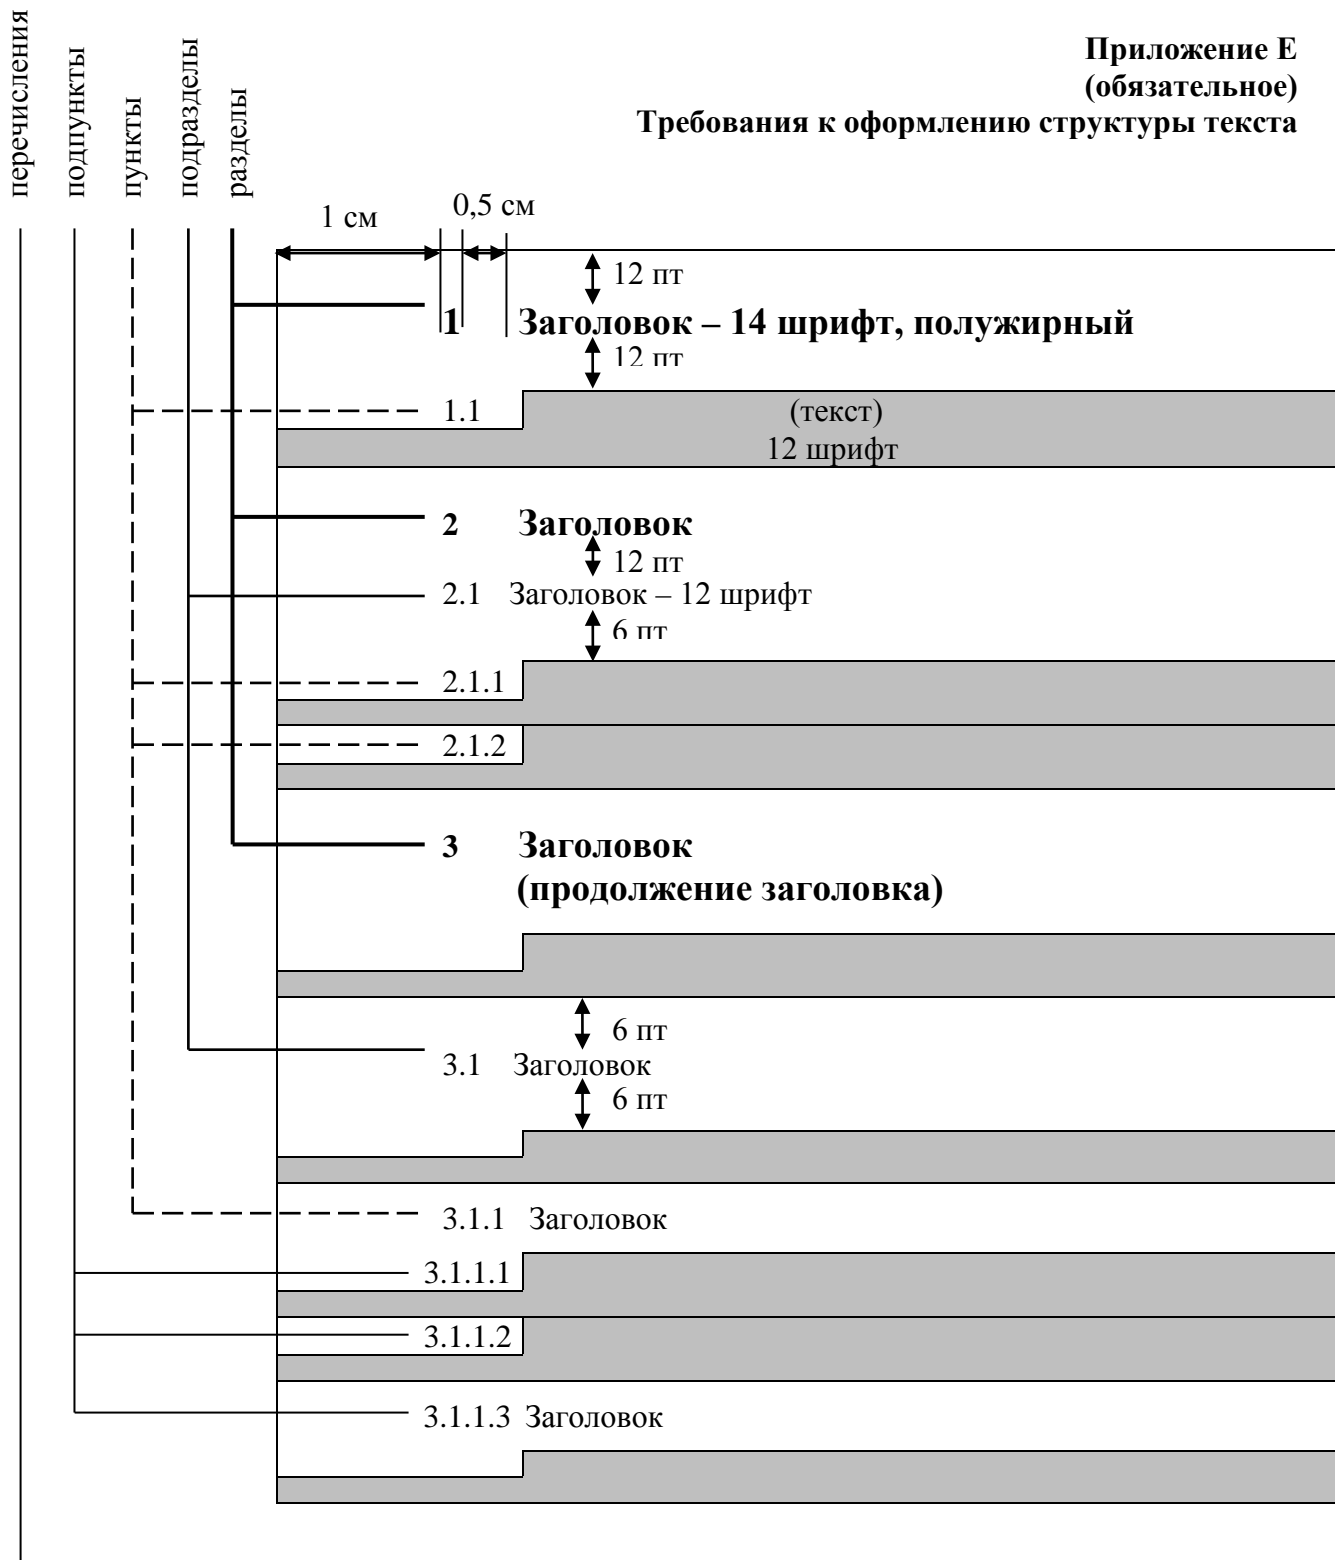 перечисления
подпункты
пункты
подразделы
разделы
Приложение Е
(обязательное)
Требования к оформлению структуры текста
1 см
0,5 см
12 пт
1 Заголовок – 14 шрифт, полужирный
12 пт
1.1 (текст)
12 шрифт
2 Заголовок
12 пт
2.1 Заголовок – 12 шрифт
6 пт
2.1.1
2.1.2
3 Заголовок
(продолжение заголовка)
6 пт
3.1 Заголовок
6 пт
3.1.1 Заголовок
3.1.1.1
3.1.1.2
3.1.1.3 Заголовок